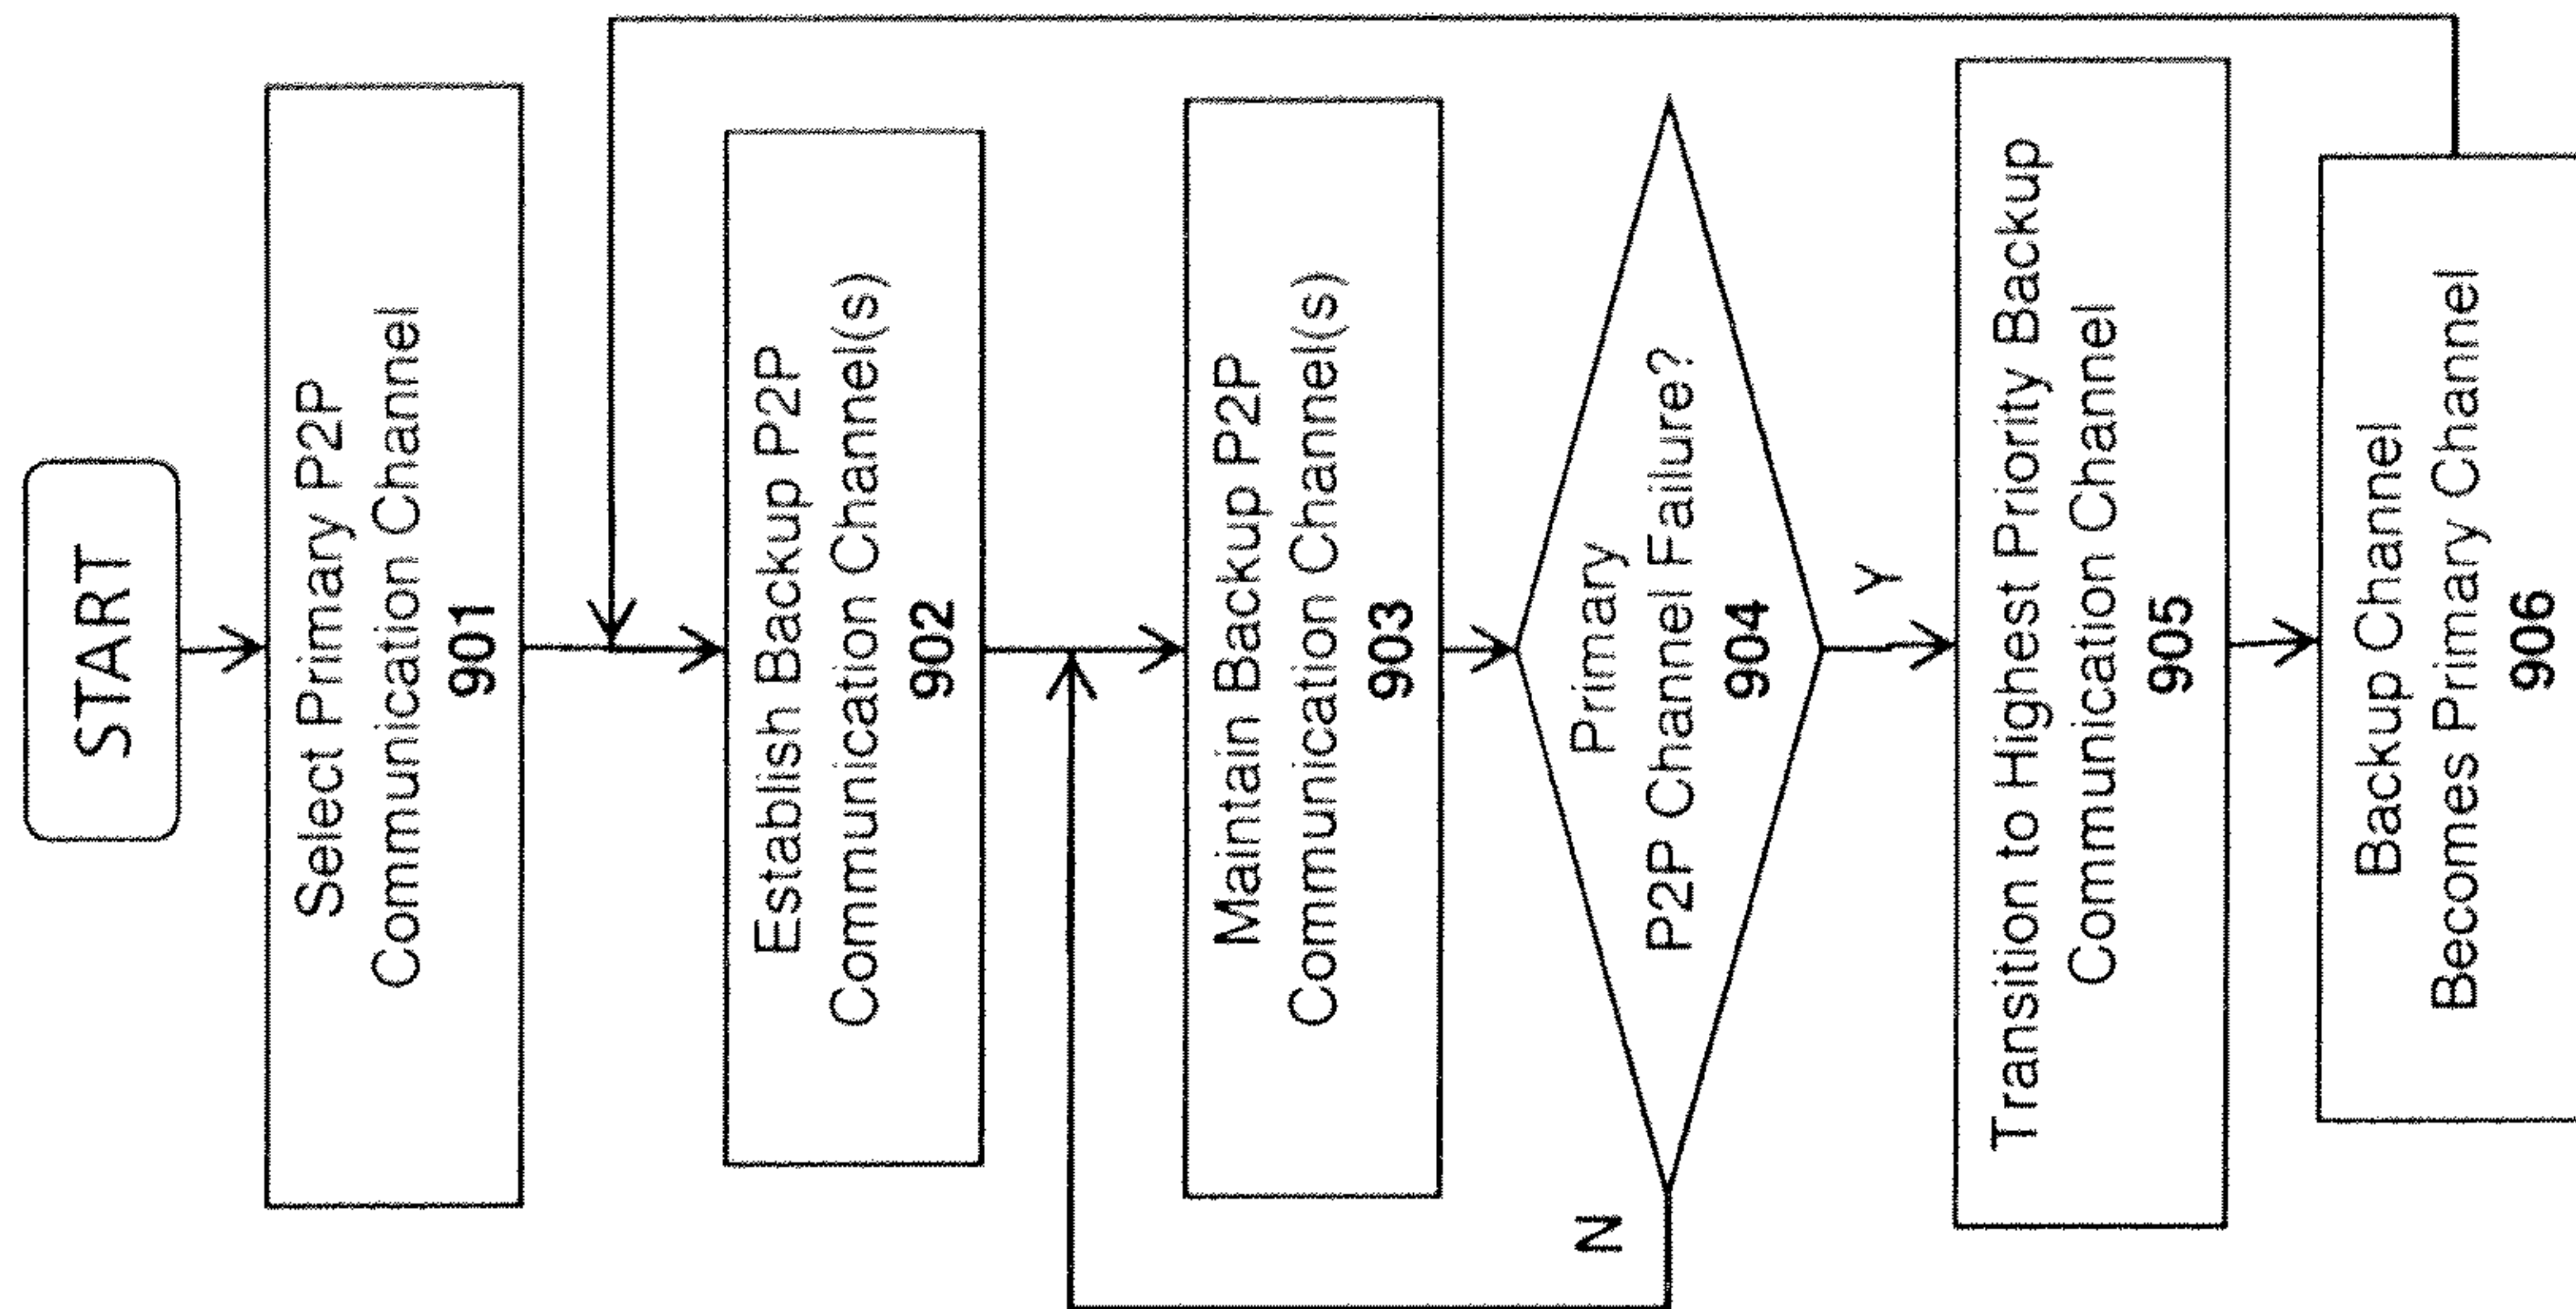 START
Select Primary P2P
Communication Channel
901
Establish Backup P2P
Communication Channel(s)
902
Maintain Backup P2P
Communication Channel(s)
903
Primary
P2P Channel Failure?
904
N
Y
Transition to Highest Priority Backup
Communication Channel
905
Backup Channel
Becomes Primary Channel
906